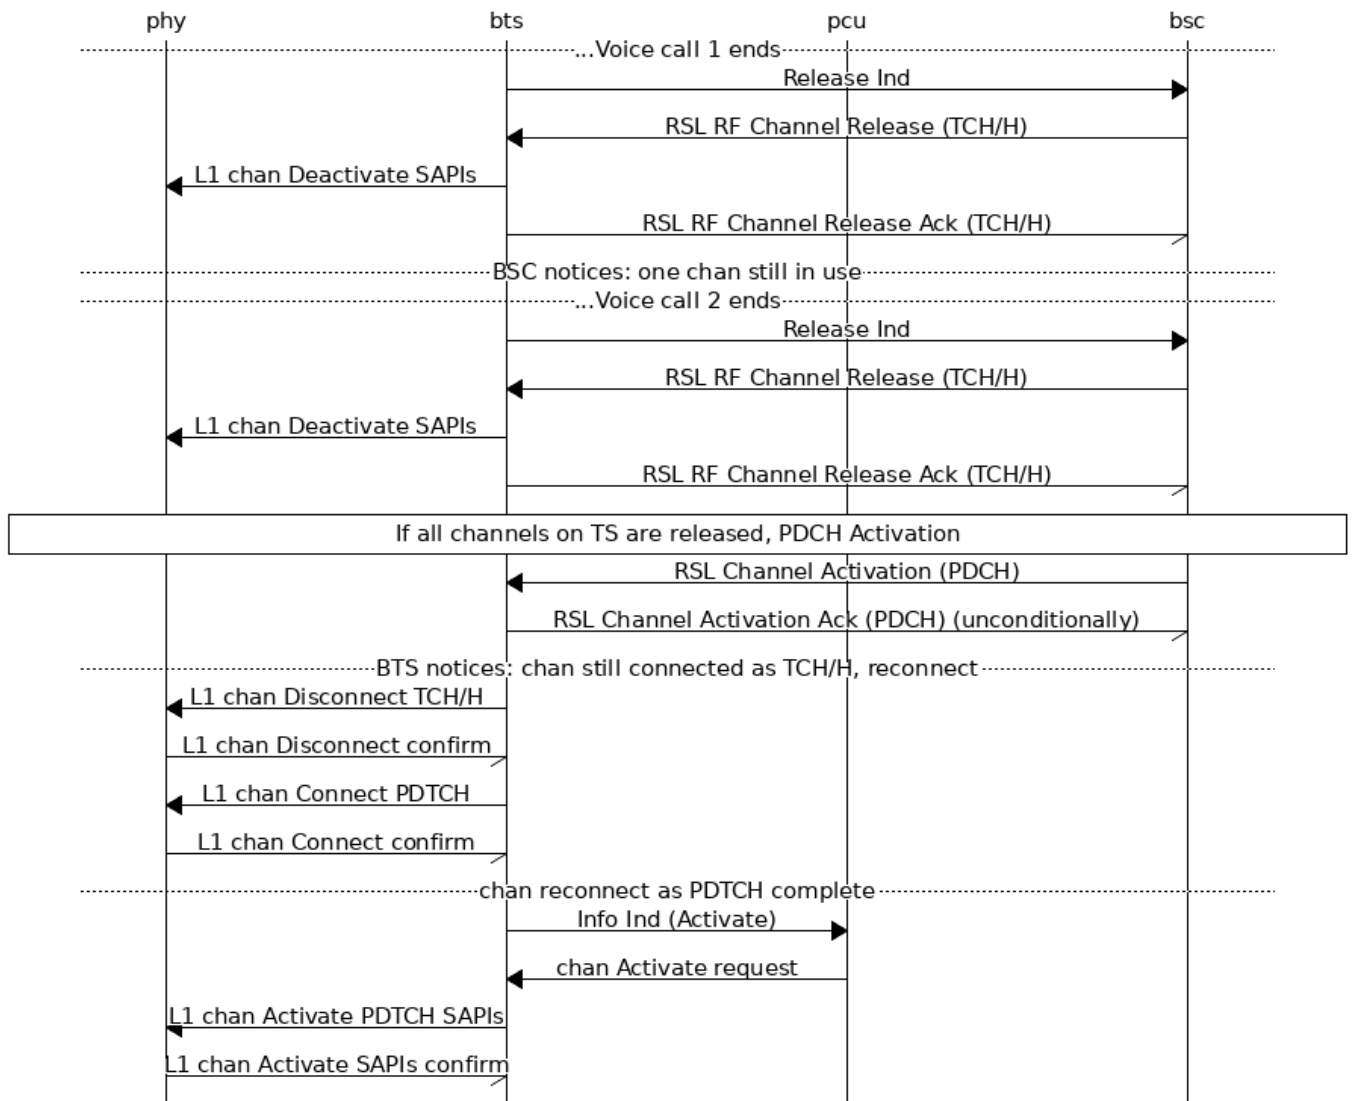 phy bts pcu bsc
...Voice call 1 ends
Release Ind
RSL RF Channel Release (TCH/H)
L1 chan Deactivate SAPIs
RSL RF Channel Release Ack (TCH/H)
BSC notices: one chan still in use
...Voice call 2 ends
Release Ind
RSL RF Channel Release (TCH/H)
L1 chan Deactivate SAPIs
RSL RF Channel Release Ack (TCH/H)
If all channels on TS are released, PDCH Activation
RSL Channel Activation (PDCH)
RSL Channel Activation Ack (PDCH) (unconditionally)
BTS notices: chan still connected as TCH/H, reconnect
L1 chan Disconnect TCH/H
L1 chan Disconnect confirm
L1 chan Connect PDTCH
L1 chan Connect confirm
chan reconnect as PDTCH complete
Info Ind (Activate)
chan Activate request
L1 chan Activate PDTCH SAPIs
L1 chan Activate SAPIs confirm